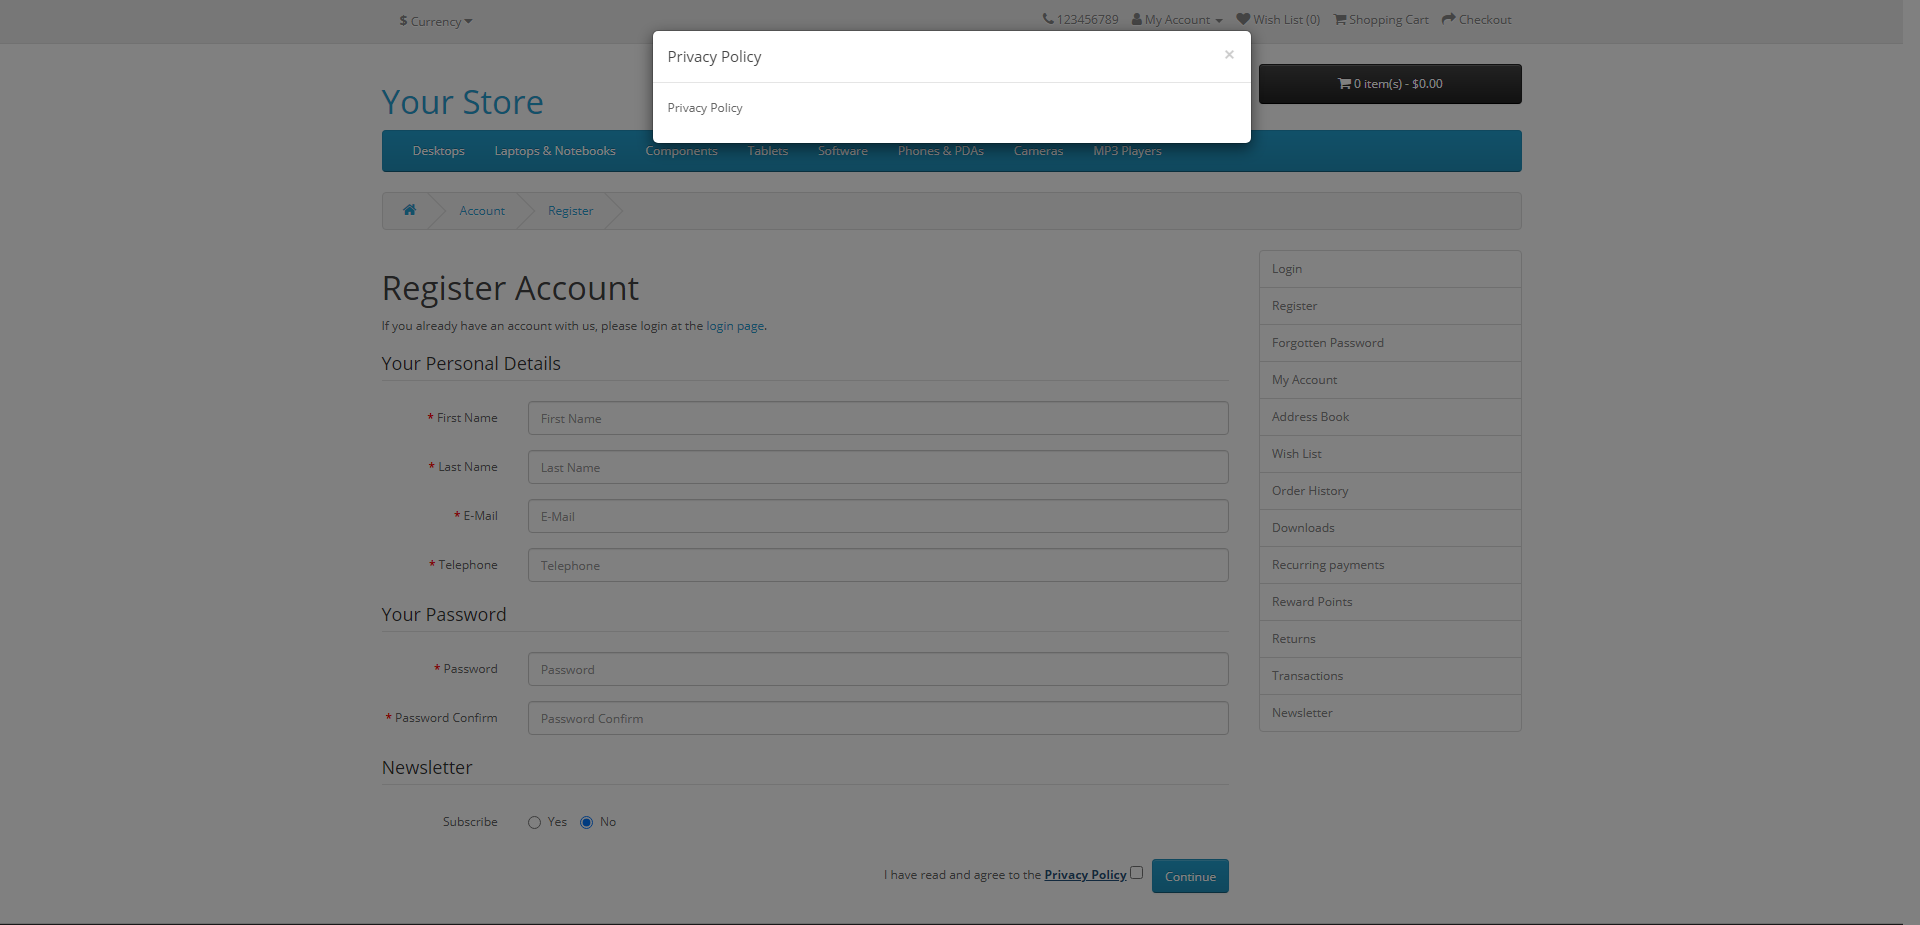 $ Currency
123456789 My Account Wish List (0) Shopping Cart Checkout
Privacy Policy ×
Privacy Policy
Your Store
0 item(s) - $0.00
Desktops Laptops & Notebooks Components Tablets Software Phones & PDAs Cameras MP3 Players
Account Register
Register Account
If you already have an account with us, please login at the login page.
Your Personal Details
* First Name First Name
* Last Name Last Name
* E-Mail E-Mail
* Telephone Telephone
Your Password
* Password Password
* Password Confirm Password Confirm
Newsletter
Subscribe Yes No
I have read and agree to the Privacy Policy Continue
Login
Register
Forgotten Password
My Account
Address Book
Wish List
Order History
Downloads
Recurring payments
Reward Points
Returns
Transactions
Newsletter